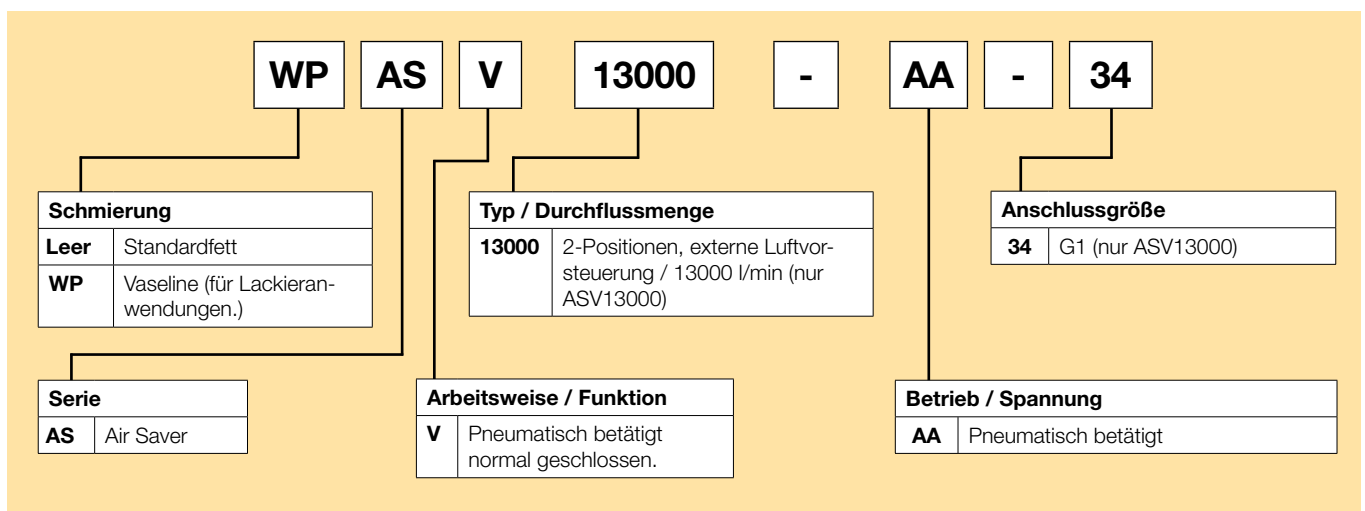 WP AS V 13000 - AA - 34
Schmierung
Leer Standardfett
WP Vaseline (für Lackieran-
wendungen.)
Typ / Durchflussmenge
13000 2-Positionen, externe Luftvor-
steuerung / 13000 l/min (nur
ASV13000)
Anschlussgröße
34 G1 (nur ASV13000)
Serie
AS Air Saver
Arbeitsweise / Funktion
V Pneumatisch betätigt
normal geschlossen.
Betrieb / Spannung
AA Pneumatisch betätigt